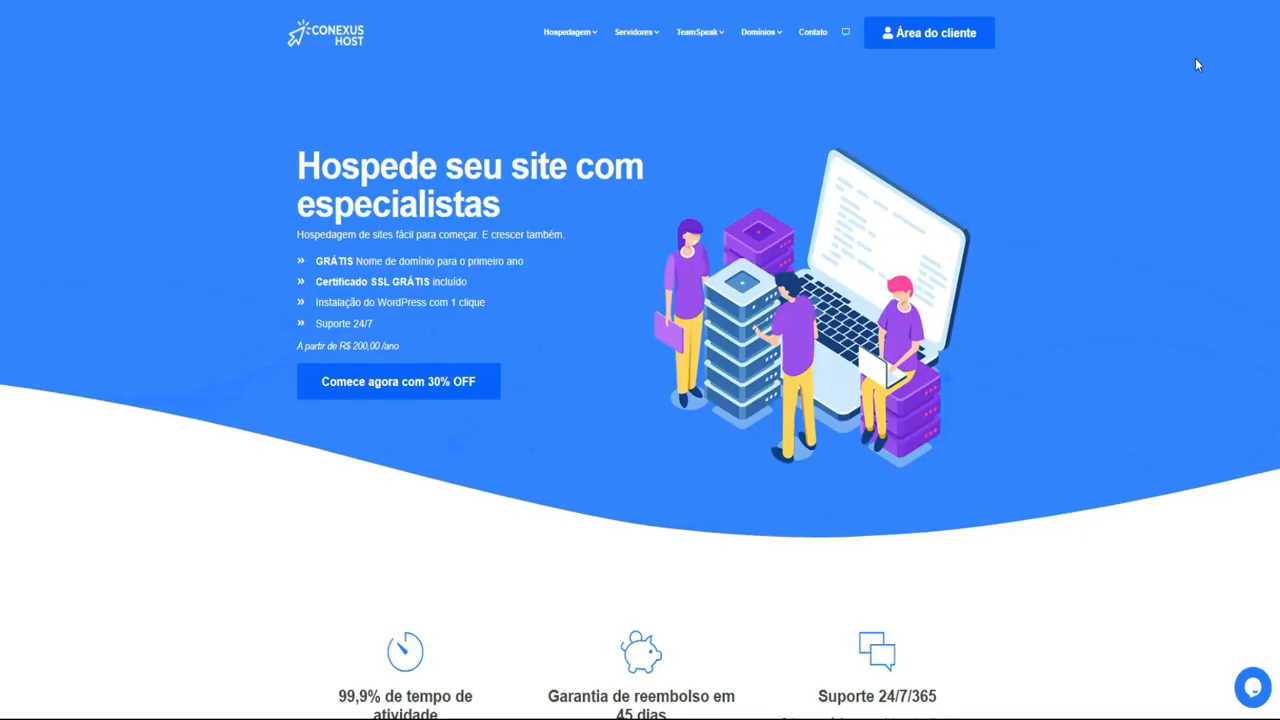 CONEXUS
HOST
Hospedagem
Servidores
TeamSpeak
Domínios
Contato
Área do cliente
Hospede seu site com
especialistas
Hospedagem de sites fácil para começar. E crescer também.
» GRÁTIS Nome de domínio para o primeiro ano
» Certificado SSL GRÁTIS incluído
» Instalação do WordPress com 1 clique
» Suporte 24/7
A partir de R$ 200,00 /ano
Comece agora com 30% OFF
99,9% de tempo de
atividade
Garantia de reembolso em
45 dias
Suporte 24/7/365